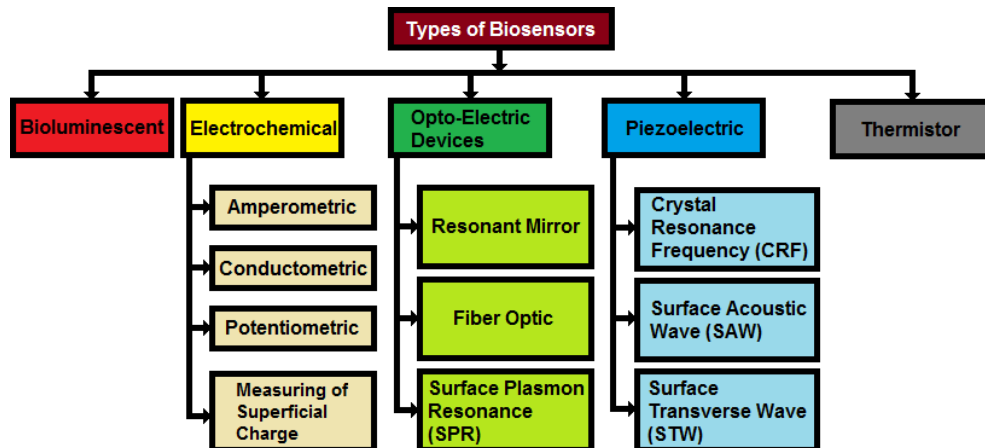 Types of Biosensors
Bioluminescent
Electrochemical
Opto-Electric
Devices
Piezoelectric
Thermistor
Amperometric
Conductometric
Potentiometric
Measuring of
Superficial
Charge
Resonant Mirror
Fiber Optic
Surface Plasmon
Resonance
(SPR)
Crystal
Resonance
Frequency (CRF)
Surface Acoustic
Wave (SAW)
Surface
Transverse Wave
(STW)